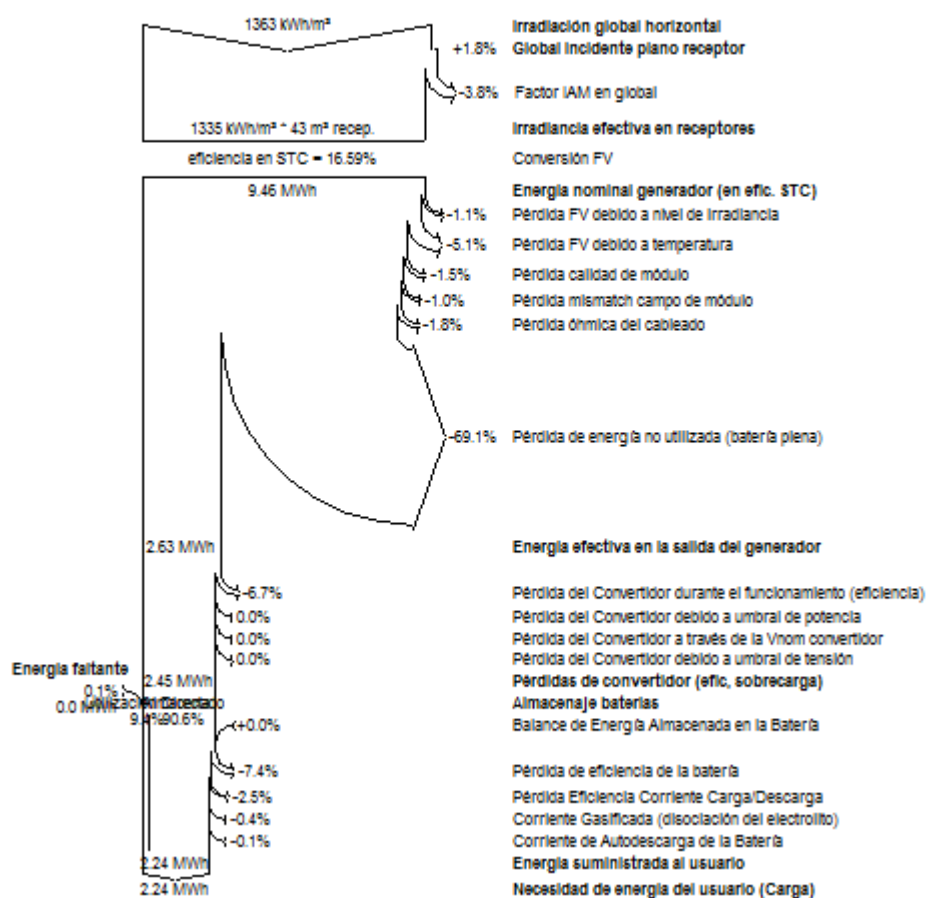 1363 kWh/m² Irradiación global horizontal
+1.8% Global incidente plano receptor
-3.8% Factor IAM en global
1335 kWh/m² * 43 m² recep. Irradiancia efectiva en receptores
eficiencia en STC = 16.59% Conversión FV
9.46 MWh Energía nominal generador (en efic. STC)
-1.1% Pérdida FV debido a nivel de irradiancia
-5.1% Pérdida FV debido a temperatura
-1.5% Pérdida calidad de módulo
-1.0% Pérdida mismatch campo de módulo
-1.8% Pérdida óhmica del cableado
-69.1% Pérdida de energía no utilizada (batería plena)
2.63 MWh Energía efectiva en la salida del generador
-6.7% Pérdida del Convertidor durante el funcionamiento (eficiencia)
0.0% Pérdida del Convertidor debido a umbral de potencia
0.0% Pérdida del Convertidor a través de la Vnom convertidor
0.0% Pérdida del Convertidor debido a umbral de tensión
Energía faltante
2.45 MWh Pérdidas de convertidor (efic, sobrecarga)
0.1%
0.0 MWh Almacenaje baterías
9.4% 90.6% +0.0% Balance de Energía Almacenada en la Batería
-7.4% Pérdida de eficiencia de la batería
-2.5% Pérdida Eficiencia Corriente Carga/Descarga
-0.4% Corriente Gasificada (disociación del electrolito)
-0.1% Corriente de Autodescarga de la Batería
2.24 MWh Energía suministrada al usuario
2.24 MWh Necesidad de energía del usuario (Carga)